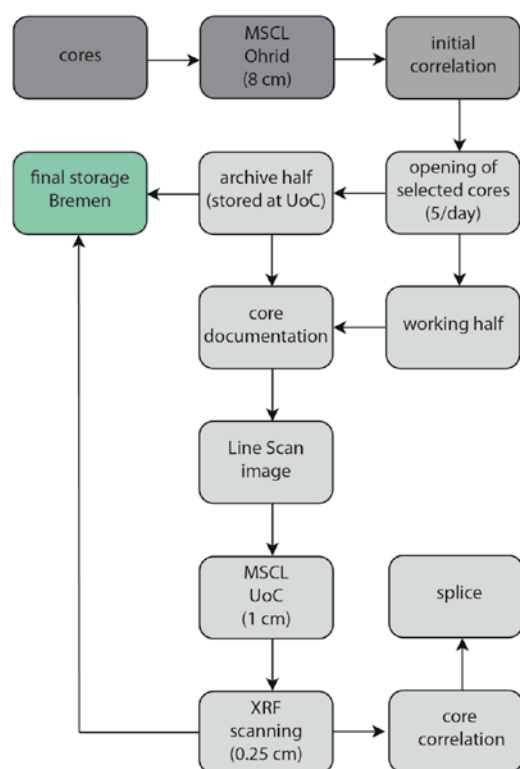 cores
MSCL
Ohrid
(8 cm)
initial
correlation
final storage
Bremen
archive half
(stored at UoC)
opening of
selected cores
(5/day)
core
documentation
working half
Line Scan
image
MSCL
UoC
(1 cm)
splice
XRF
scanning
(0.25 cm)
core
correlation